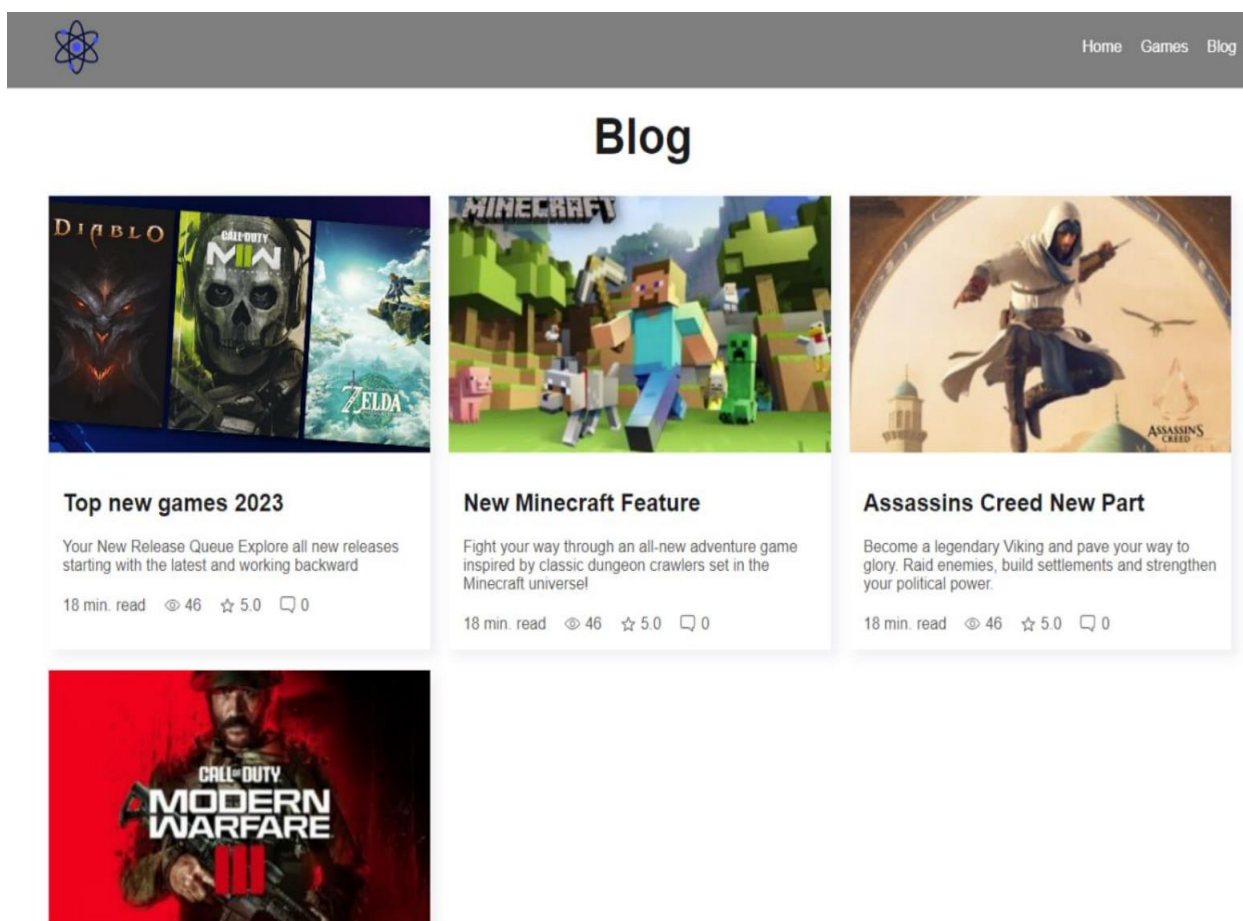 Home Games Blog
Blog
DIABLO
CALL OF DUTY
MWII
ZELDA
MINECRAFT
ASSASSIN'S
CREED
Top new games 2023
Your New Release Queue Explore all new releases
starting with the latest and working backward
18 min. read 46 5.0 0
New Minecraft Feature
Fight your way through an all-new adventure game
inspired by classic dungeon crawlers set in the
Minecraft universe!
18 min. read 46 5.0 0
Assassins Creed New Part
Become a legendary Viking and pave your way to
glory. Raid enemies, build settlements and strengthen
your political power.
18 min. read 46 5.0 0
CALL OF DUTY
MODERN
WARFARE
III